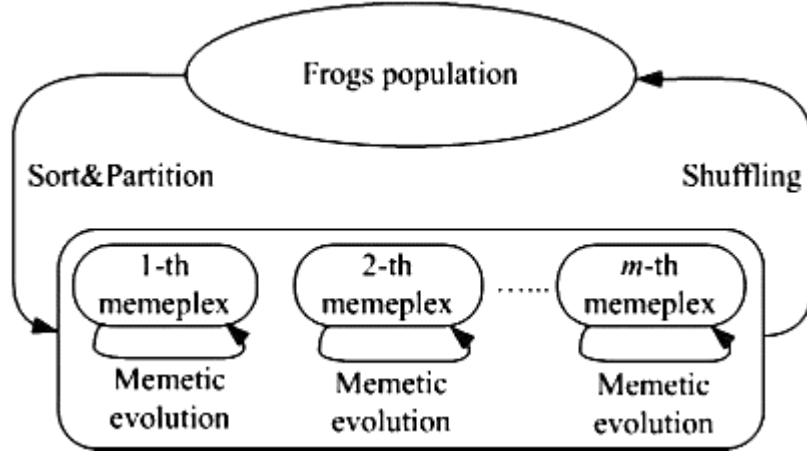 Frogs population
Sort&Partition
Shuffling
1-th
memeplex
2-th
memeplex
......
m-th
memeplex
Memetic
evolution
Memetic
evolution
Memetic
evolution